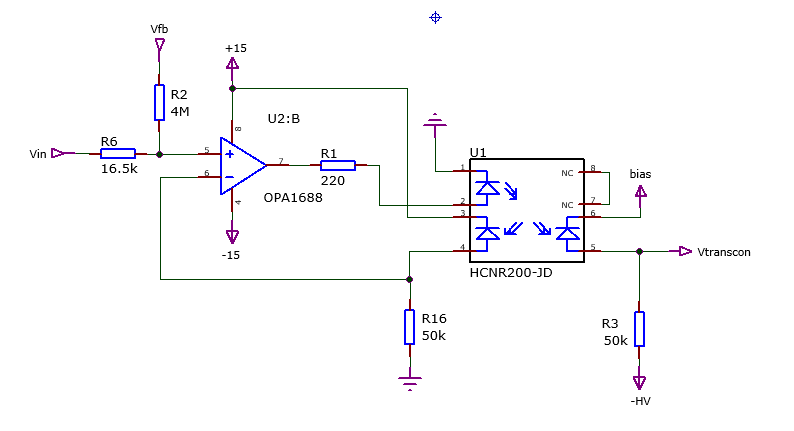 Vfb
+15
R2
4M
8
U2:B
Vin
R6
16.5k
5
+
6
−
7
4
OPA1688
-15
R1
220
U1
1
2
3
4
NC
8
NC
7
6
5
HCNR200-JD
bias
Vtranscon
R16
50k
R3
50k
-HV